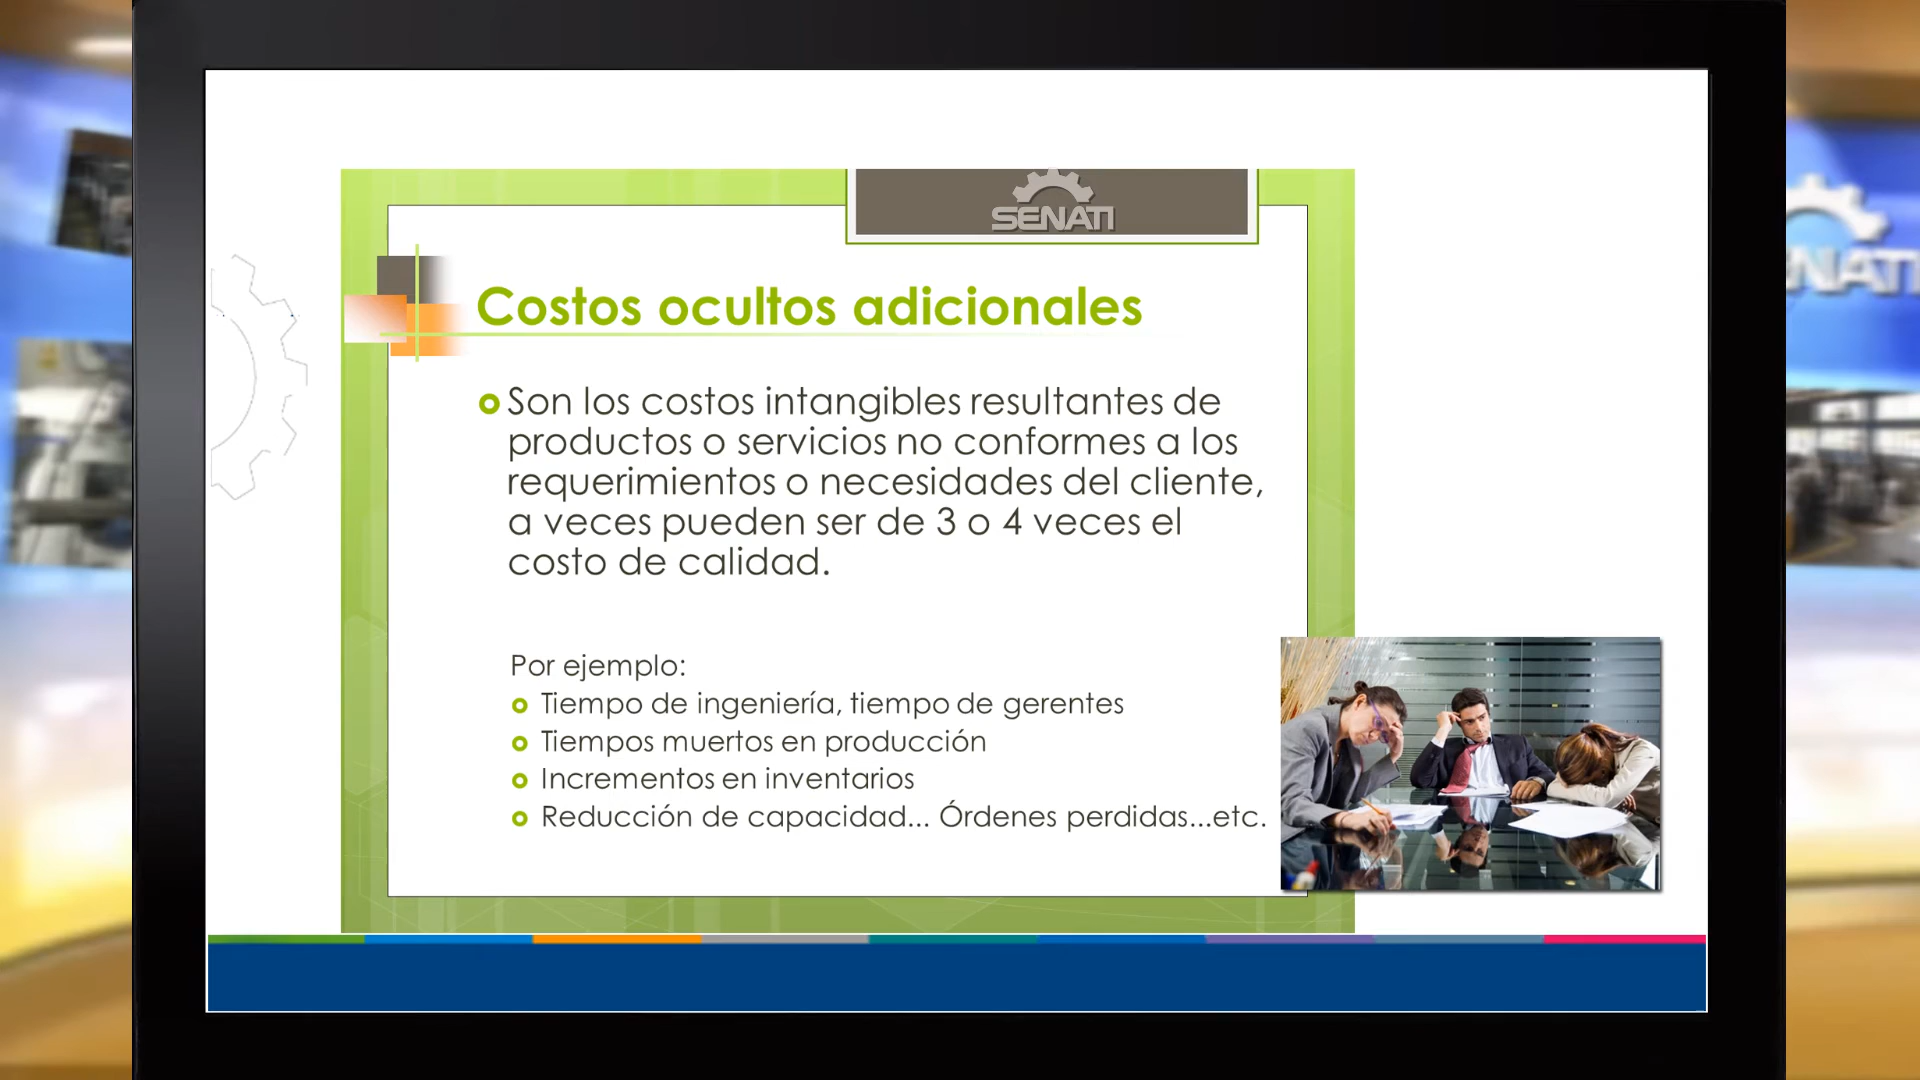 SENATI
Costos ocultos adicionales
Son los costos intangibles resultantes de
productos o servicios no conformes a los
requerimientos o necesidades del cliente,
a veces pueden ser de 3 o 4 veces el
costo de calidad.
Por ejemplo:
Tiempo de ingeniería, tiempo de gerentes
Tiempos muertos en producción
Incrementos en inventarios
Reducción de capacidad... Órdenes perdidas...etc.
NATI